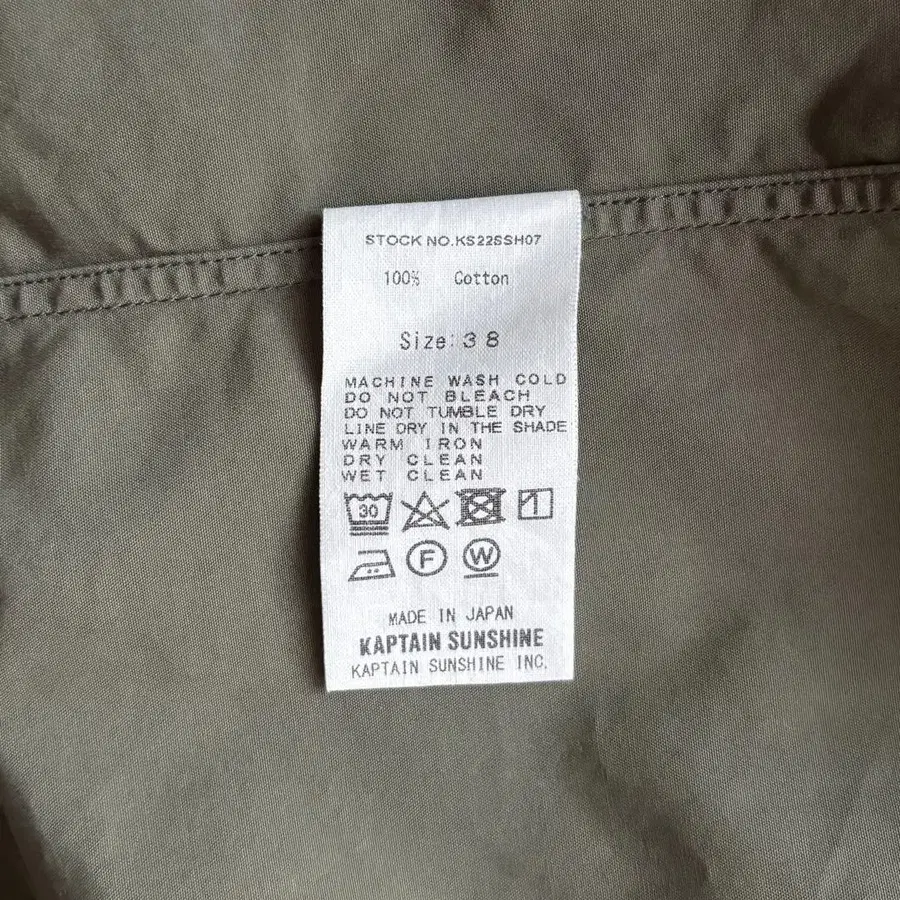 STOCK NO.KS22SSH07
100% Cotton
Size:38
MACHINE WASH COLD
DO NOT BLEACH
DO NOT TUMBLE DRY
LINE DRY IN THE SHADE
WARM IRON
DRY CLEAN
WET CLEAN
30
F W
MADE IN JAPAN
KAPTAIN SUNSHINE
KAPTAIN SUNSHINE INC.